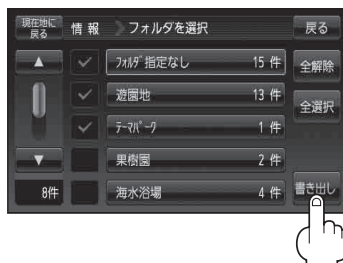 現在地に
戻る
情報
フォルダを選択
戻る
ﾌｫﾙﾀﾞ指定なし 15 件
全解除
遊園地 13 件
全選択
ﾃｰﾏﾊﾟｰｸ 1 件
果樹園 2 件
8件
海水浴場 4 件
書き出し